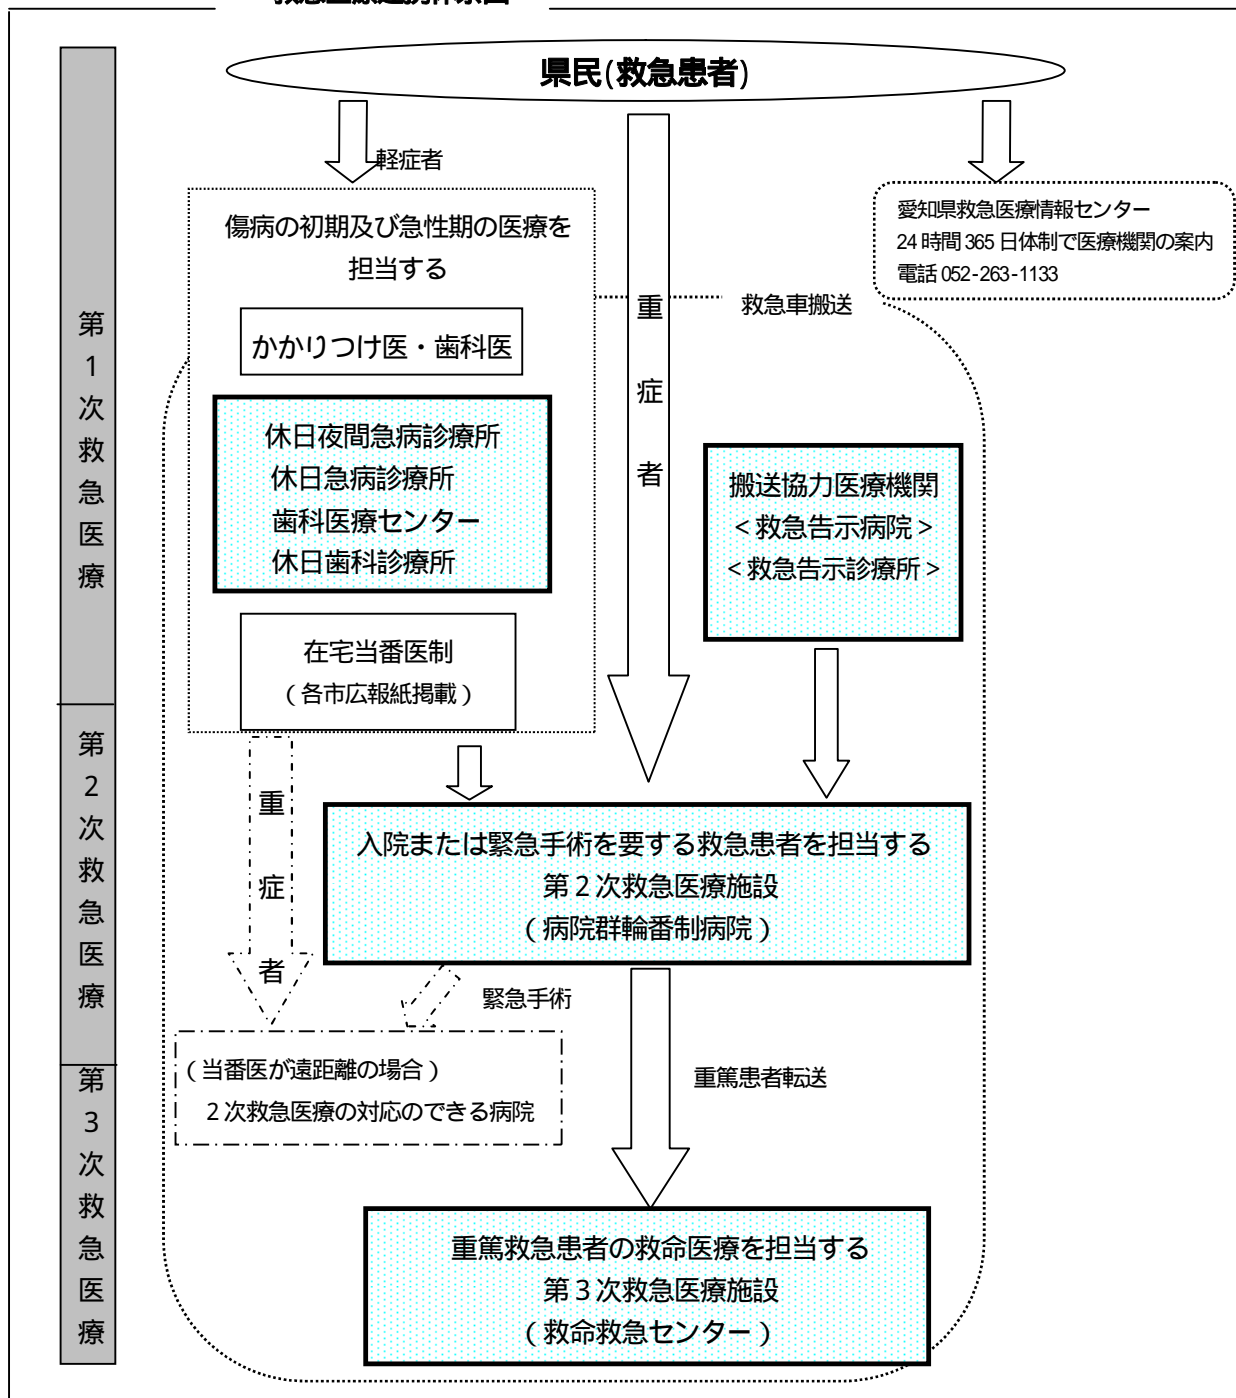 県民(救急患者)
軽症者
愛知県救急医療情報センター
24時間365日体制で医療機関の案内
電話052-263-1133
傷病の初期及び急性期の医療を
担当する
救急車搬送
重症者
かかりつけ医・歯科医
休日夜間急病診療所
休日急病診療所
歯科医療センター
休日歯科診療所
搬送協力医療機関
<救急告示病院>
<救急告示診療所>
在宅当番医制
(各市広報紙掲載)
第1次救急医療
重症者
入院または緊急手術を要する救急患者を担当する
第2次救急医療施設
(病院群輪番制病院)
第2次救急医療
緊急手術
(当番医が遠距離の場合)
2次救急医療の対応のできる病院
重篤患者転送
第3次救急医療
重篤救急患者の救命医療を担当する
第3次救急医療施設
(救命救急センター)